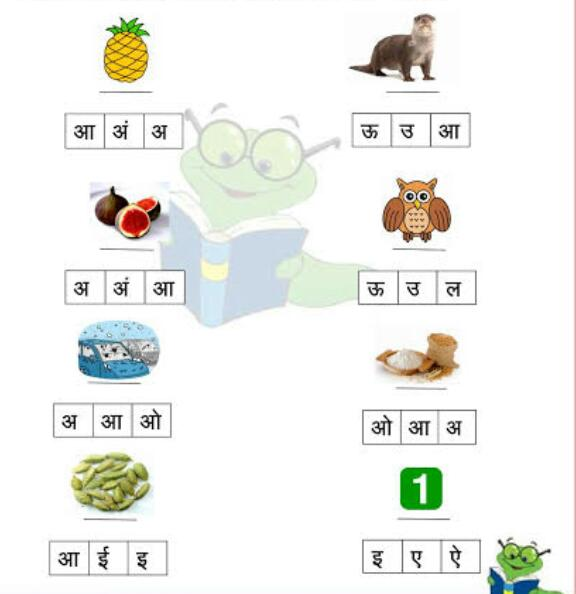 आ अं अ
ऊ उ आ
अ अं आ
ऊ उ ल
अ आ ओ
ओ आ अ
1
आ ई इ
इ ए ऐ